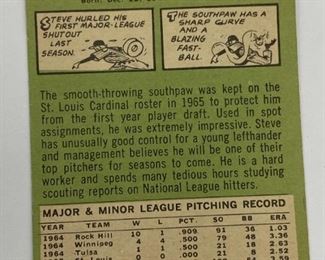 STEVE HURLED HIS
FIRST MAJOR-LEAGUE
SHUTOUT
LAST
SEASON.
THE SOUTHPAW HAS
A SHARP
CURVE
AND A
BLAZING
FAST-
BALL.
The smooth-throwing southpaw was kept on
the St. Louis Cardinal roster in 1965 to protect him
from the first year player draft. Used in spot
assignments, he was extremely impressive. Steve
has unusually good control for a young lefthander
and management believes he will be one of their
top pitchers for seasons to come. He is a hard
worker and spends many tedious hours studying
scouting reports on National League hitters.
MAJOR & MINOR LEAGUE PITCHING RECORD
YEAR TEAM W L PCT. SO BB ERA
1964 Rock Hill 10 1 .909 91 36 1.03
1964 Winnipeg 4 4 .500 74 48 3.36
1964 Tulsa 1 1 .500 21 18 2.63